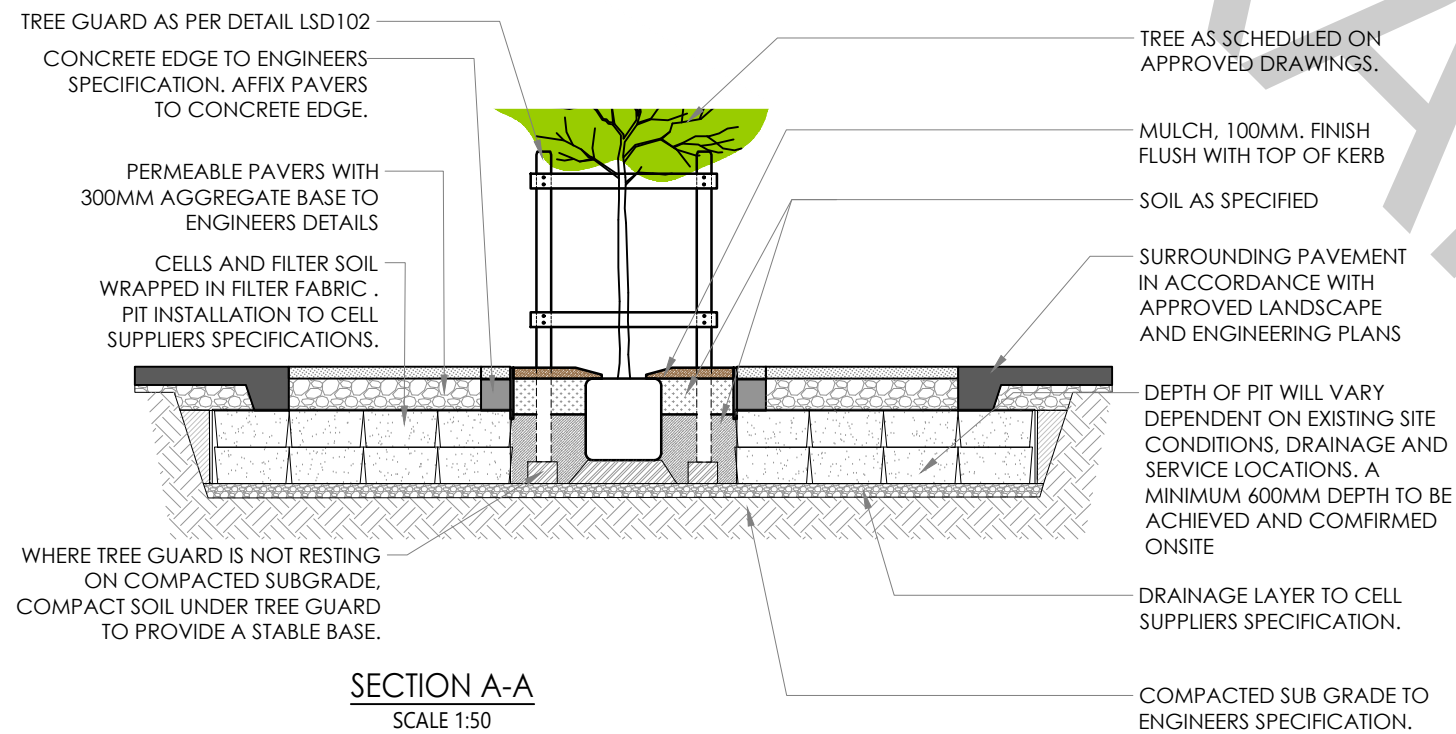 TREE GUARD AS PER DETAIL LSD102
CONCRETE EDGE TO ENGINEERS
SPECIFICATION. AFFIX PAVERS
TO CONCRETE EDGE.
PERMEABLE PAVERS WITH
300MM AGGREGATE BASE TO
ENGINEERS DETAILS
CELLS AND FILTER SOIL
WRAPPED IN FILTER FABRIC .
PIT INSTALLATION TO CELL
SUPPLIERS SPECIFICATIONS.
WHERE TREE GUARD IS NOT RESTING
ON COMPACTED SUBGRADE,
COMPACT SOIL UNDER TREE GUARD
TO PROVIDE A STABLE BASE.
TREE AS SCHEDULED ON
APPROVED DRAWINGS.
MULCH, 100MM. FINISH
FLUSH WITH TOP OF KERB
SOIL AS SPECIFIED
SURROUNDING PAVEMENT
IN ACCORDANCE WITH
APPROVED LANDSCAPE
AND ENGINEERING PLANS
DEPTH OF PIT WILL VARY
DEPENDENT ON EXISTING SITE
CONDITIONS, DRAINAGE AND
SERVICE LOCATIONS. A
MINIMUM 600MM DEPTH TO BE
ACHIEVED AND COMFIRMED
ONSITE
DRAINAGE LAYER TO CELL
SUPPLIERS SPECIFICATION.
COMPACTED SUB GRADE TO
ENGINEERS SPECIFICATION.
SECTION A-A
SCALE 1:50